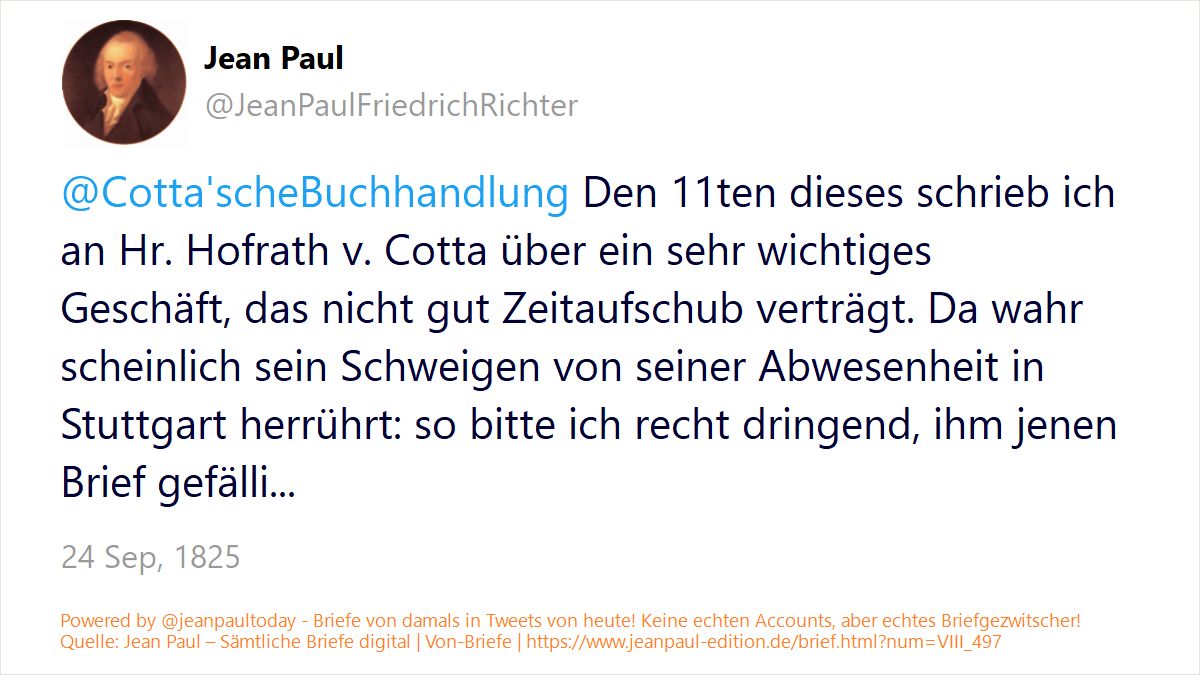 Jean Paul
@JeanPaulFriedrichRichter
@Cotta'scheBuchhandlung Den 11ten dieses schrieb ich
an Hr. Hofrath v. Cotta über ein sehr wichtiges
Geschäft, das nicht gut Zeitaufschub verträgt. Da wahr
scheinlich sein Schweigen von seiner Abwesenheit in
Stuttgart herrührt: so bitte ich recht dringend, ihm jenen
Brief gefälli...
24 Sep, 1825
Powered by @jeanpaultoday - Briefe von damals in Tweets von heute! Keine echten Accounts, aber echtes Briefgezwitscher!
Quelle: Jean Paul – Sämtliche Briefe digital | Von-Briefe | https://www.jeanpaul-edition.de/brief.html?num=VIII_497